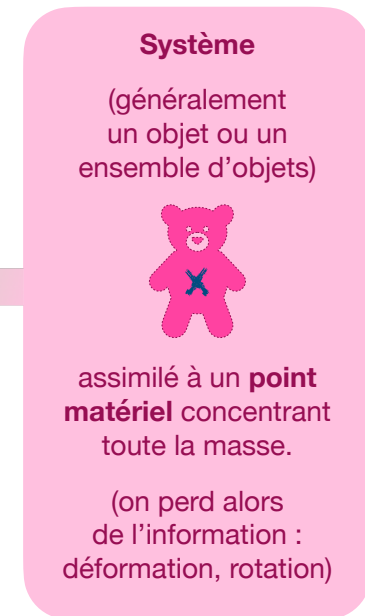 Système
(généralement
un objet ou un
ensemble d’objets)
assimilé à un point
matériel concentrant
toute la masse.
(on perd alors
de l’information :
déformation, rotation)